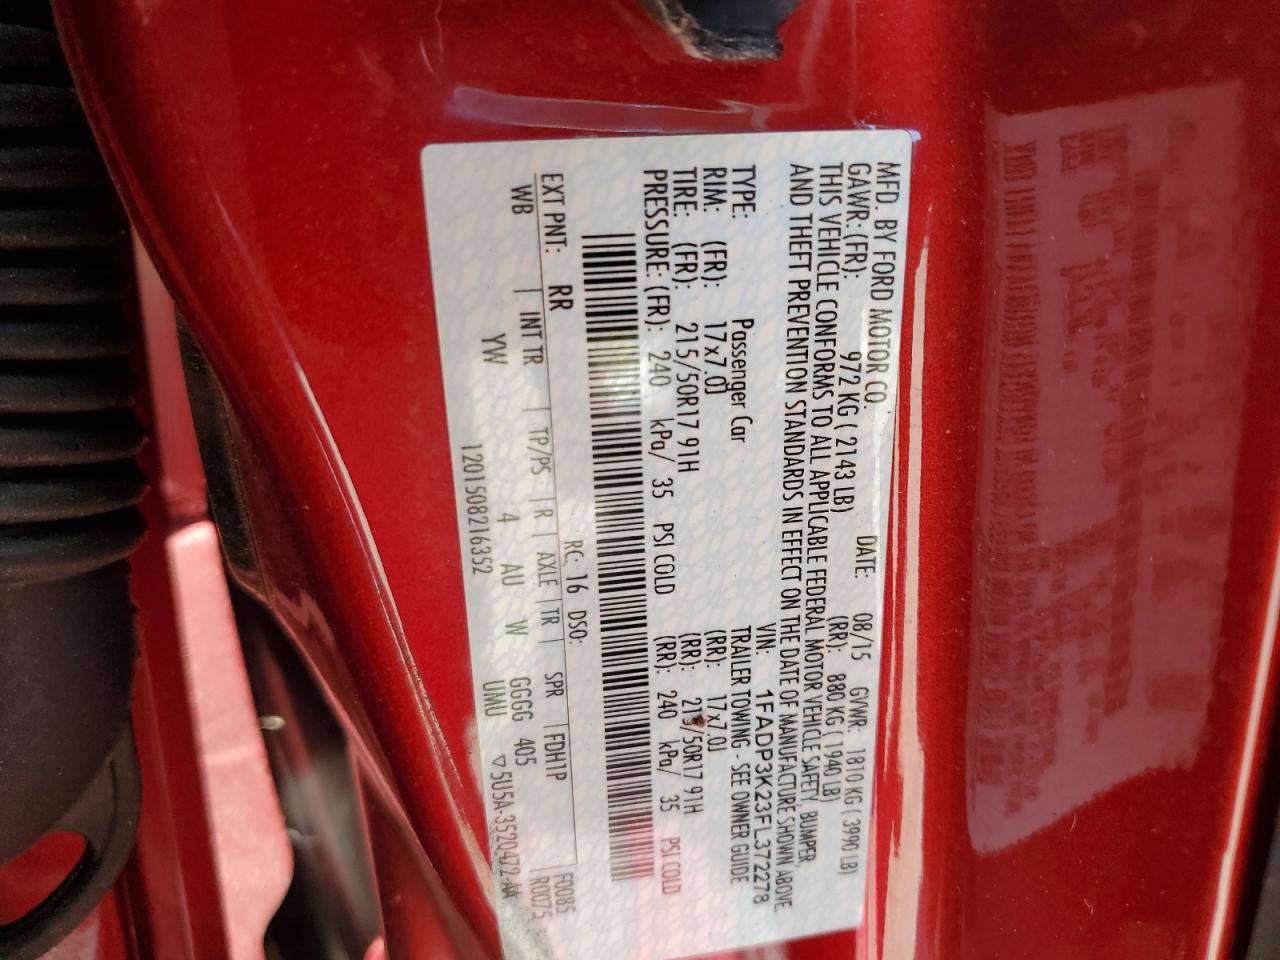 MFD. BY FORD MOTOR CO. DATE: 08/15 GVWR: 1810 KG ( 3990 LB)
GAWR: (FR): 972 KG ( 2143 LB) (RR): 880 KG ( 1940 LB)
THIS VEHICLE CONFORMS TO ALL APPLICABLE FEDERAL MOTOR VEHICLE SAFETY, BUMPER,
AND THEFT PREVENTION STANDARDS IN EFFECT ON THE DATE OF MANUFACTURE SHOWN ABOVE.
VIN: 1FADP3K23FL372278
TYPE: Passenger Car TRAILER TOWING - SEE OWNER GUIDE
RIM: (FR): 17x7.0J (RR): 17x7.0J
TIRE: (FR): 215/50R17 91H (RR): 215/50R17 91H
PRESSURE: (FR): 240 kPa/ 35 PSI COLD (RR): 240 kPa/ 35 PSI COLD
RC: 16 DSO: F0085
EXT PNT: RR R0075
WB | INT TR | TP/PS | R | AXLE | TR | SPR | FDH1P
YW 4 AU W GGGG 405
UMU ▽5U5A-3520472-AA
1201508216352